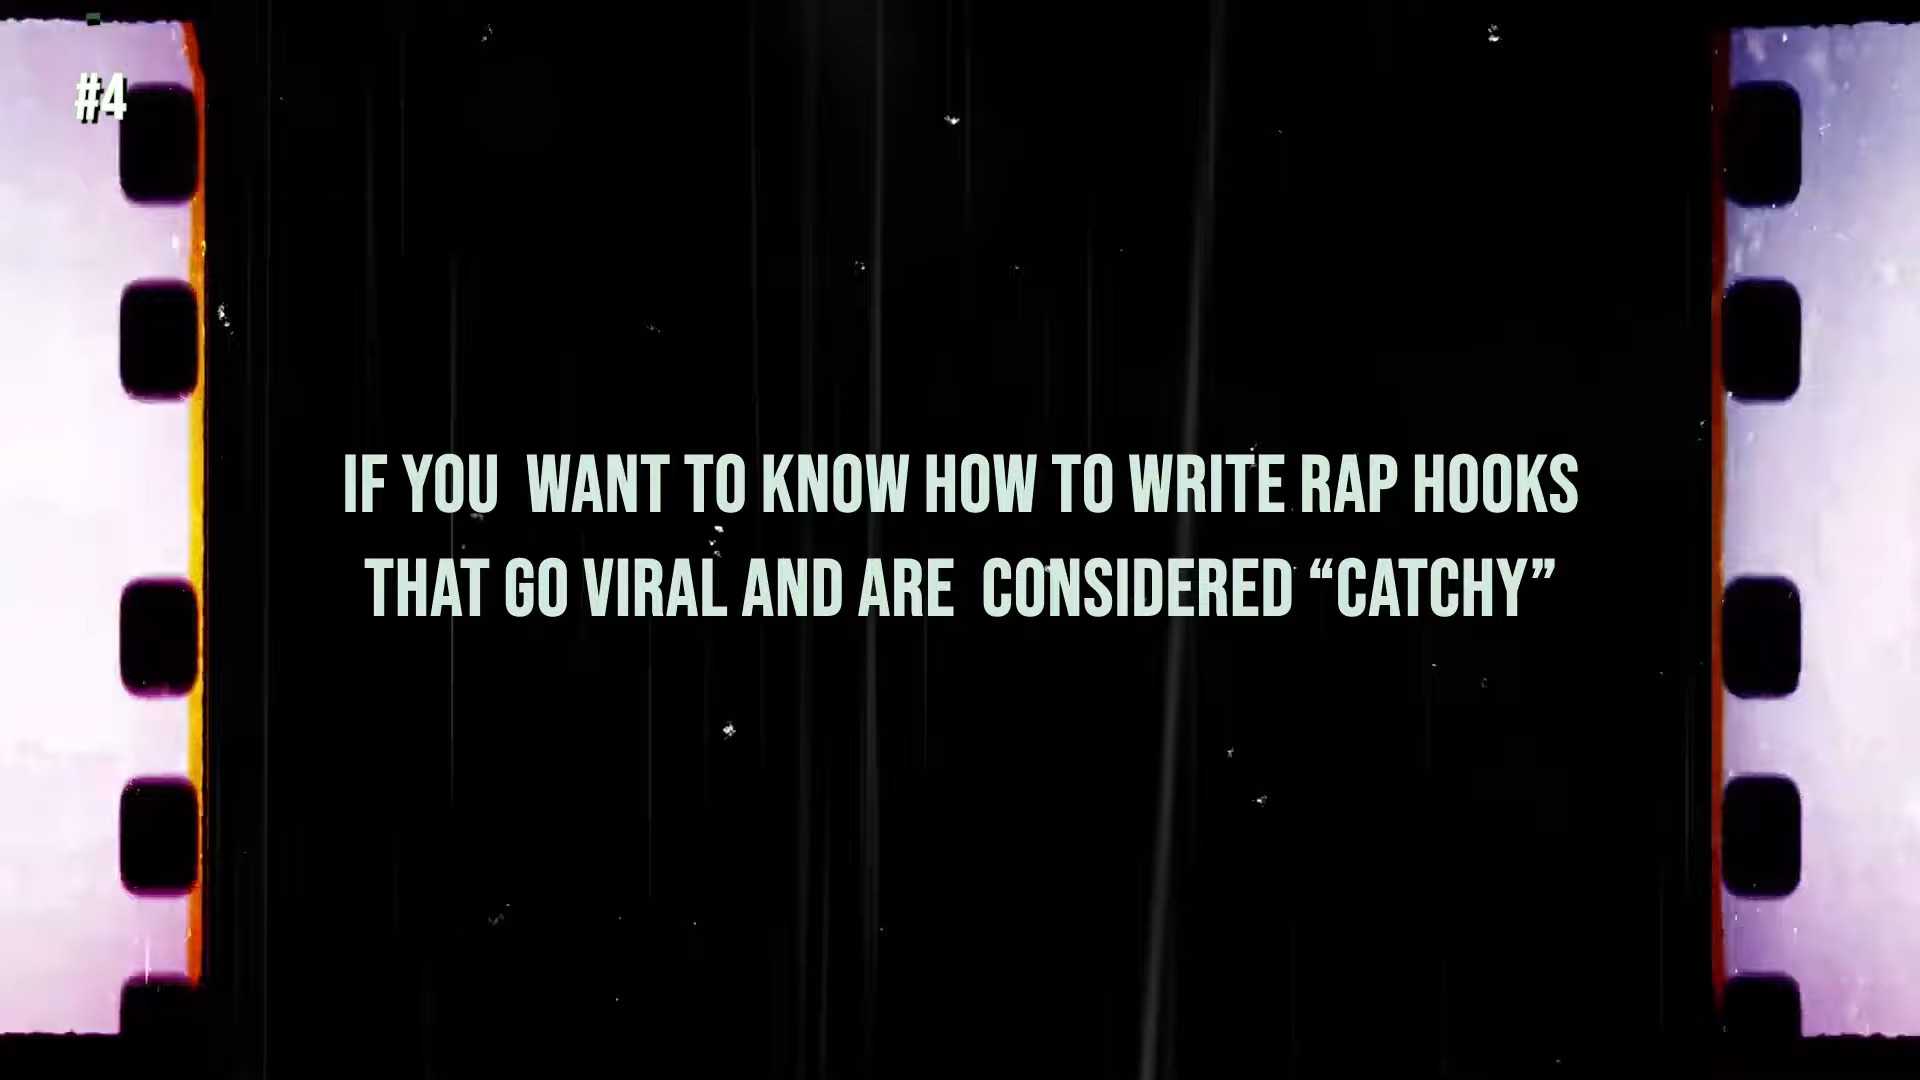 #4
IF YOU  WANT TO KNOW HOW TO WRITE RAP HOOKS
THAT GO VIRAL AND ARE  CONSIDERED “CATCHY”